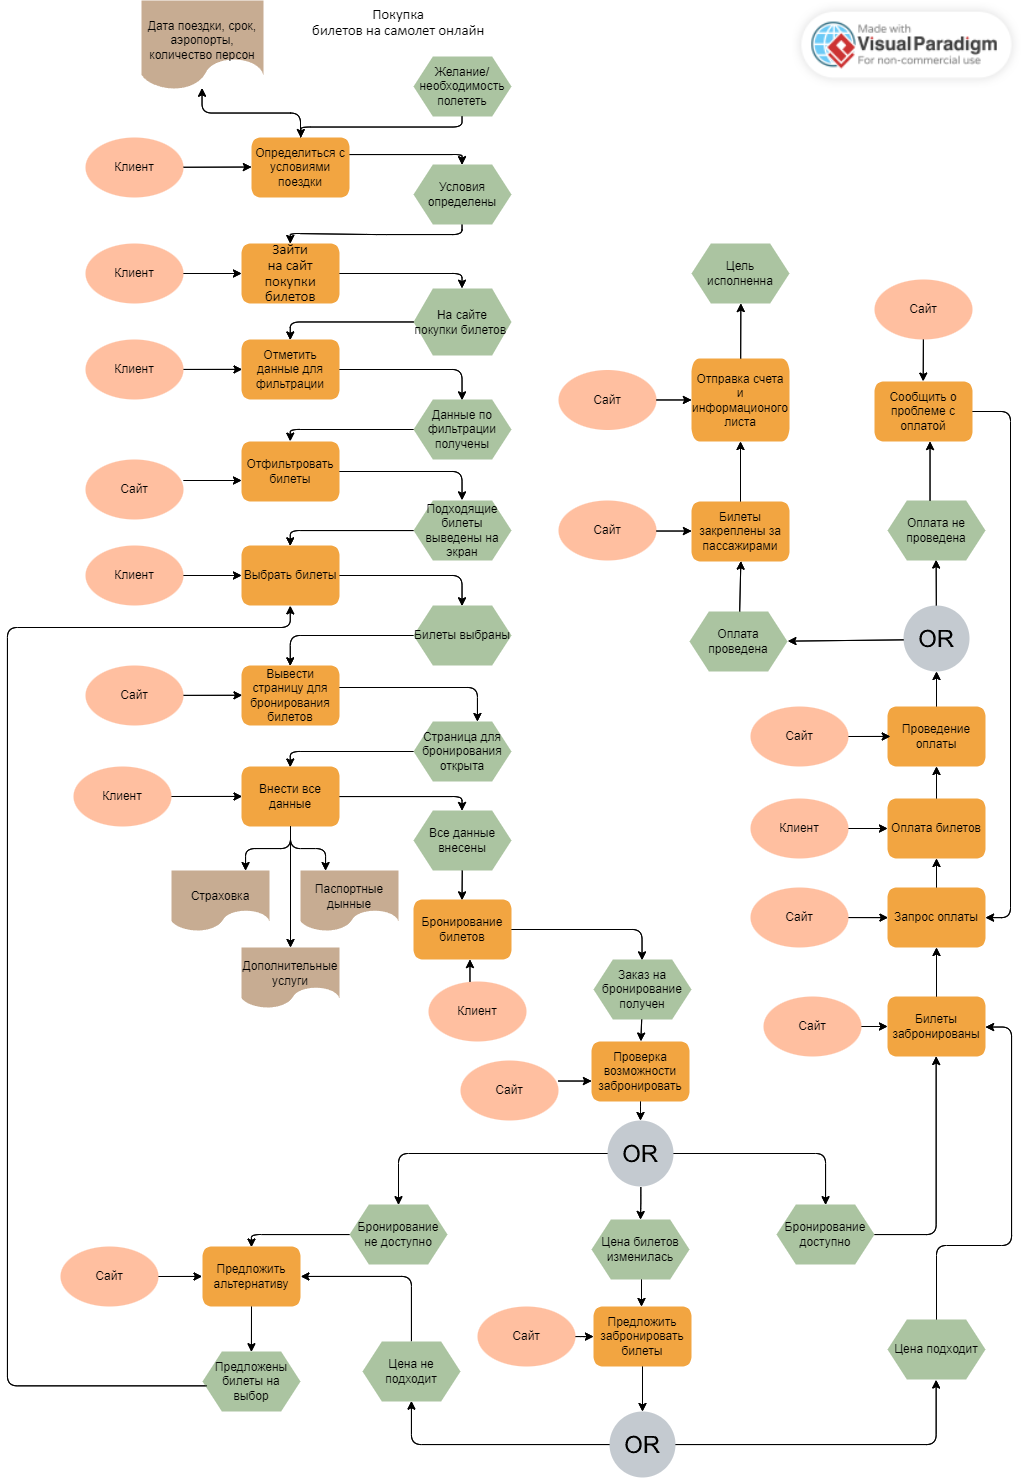 Покупка
билетов на самолет онлайн
Made with
Visual Paradigm
For non-commercial use
Дата поездки, срок,
аэропорты,
количество персон
Желание/
необходимость
полететь
Клиент
Определиться с
условиями
поездки
Условия
определены
Клиент
Зайти
на сайт
покупки
билетов
На сайте
покупки билетов
Клиент
Отметить
данные для
фильтрации
Данные по
фильтрации
получены
Сайт
Отфильтровать
билеты
Подходящие
билеты
выведены на
экран
Клиент
Выбрать билеты
Билеты выбраны
Сайт
Вывести
страницу для
бронирования
билетов
Страница для
бронирования
открыта
Клиент
Внести все
данные
Все данные
внесены
Страховка
Паспортные
дынные
Дополнительные
услуги
Бронирование
билетов
Клиент
Заказ на
бронирование
получен
Сайт
Проверка
возможности
забронировать
OR
Бронирование
не доступно
Цена билетов
изменилась
Бронирование
доступно
Сайт
Предложить
альтернативу
Предложены
билеты на
выбор
Цена не
подходит
Сайт
Предложить
забронировать
билеты
OR
Цена подходит
Сайт
Билеты
забронированы
Сайт
Запрос оплаты
Клиент
Оплата билетов
Сайт
Проведение
оплаты
OR
Оплата
проведена
Оплата не
проведена
Сайт
Сообщить о
проблеме с
оплатой
Сайт
Билеты
закреплены за
пассажирами
Сайт
Отправка счета
и
информационого
листа
Цель
исполненна